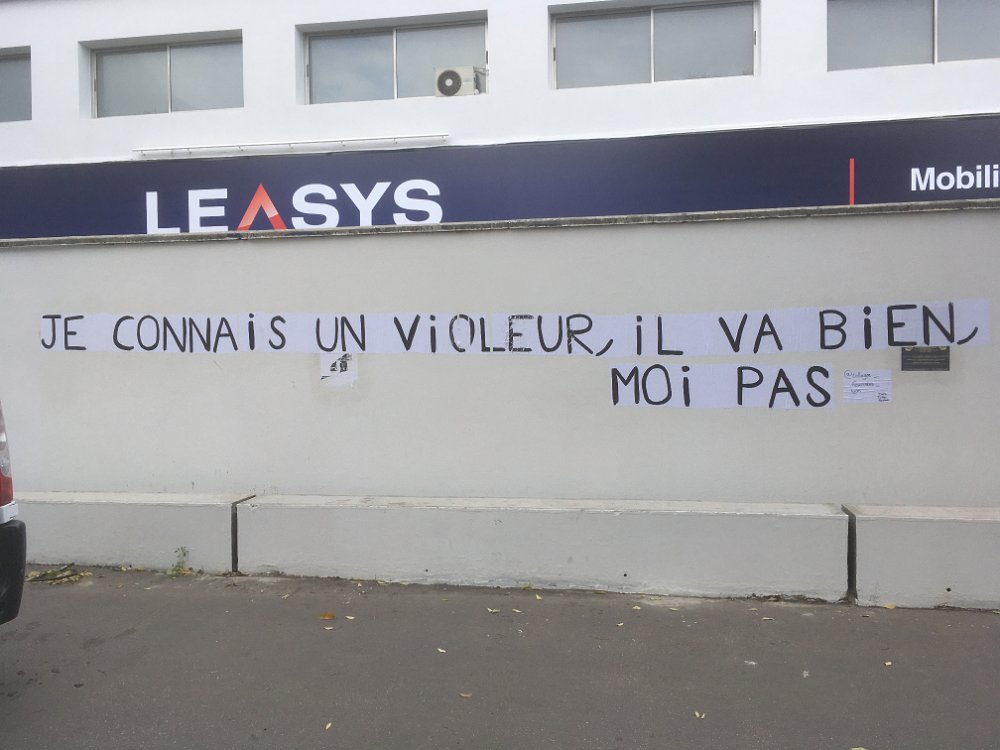 LEASYS
Mobili
JE CONNAiS UN ViOLEUR, iL VA BiEN,
MOi PAS